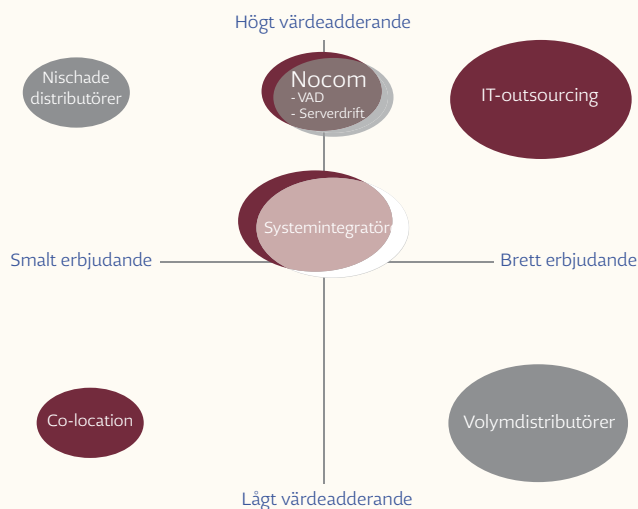 Högt värdeadderande
Nischade
distributörer
Nocom
- VAD
- Serverdrift
IT-outsourcing
Systemintegratör
Smalt erbjudande
Brett erbjudande
Co-location
Volymdistributörer
Lågt värdeadderande